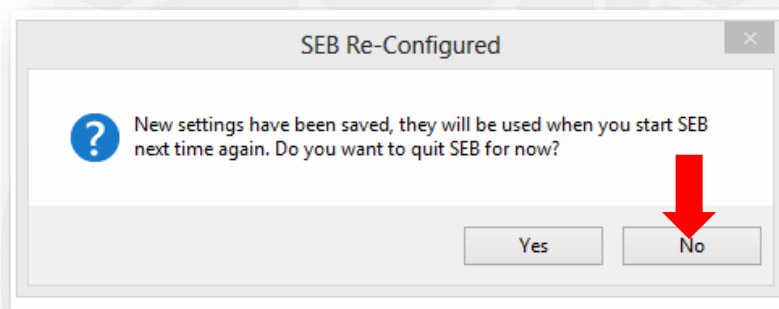 SEB Re-Configured
New settings have been saved, they will be used when you start SEB
next time again. Do you want to quit SEB for now?
Yes
No